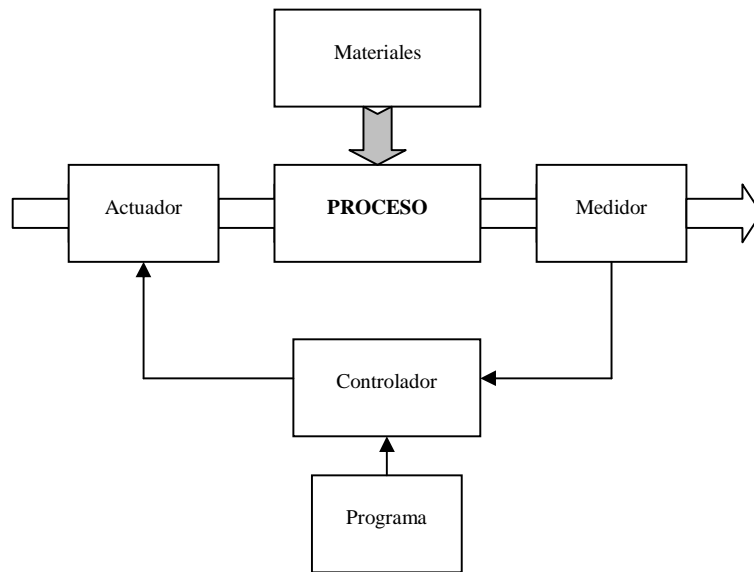 Materiales
Actuador
PROCESO
Medidor
Controlador
Programa